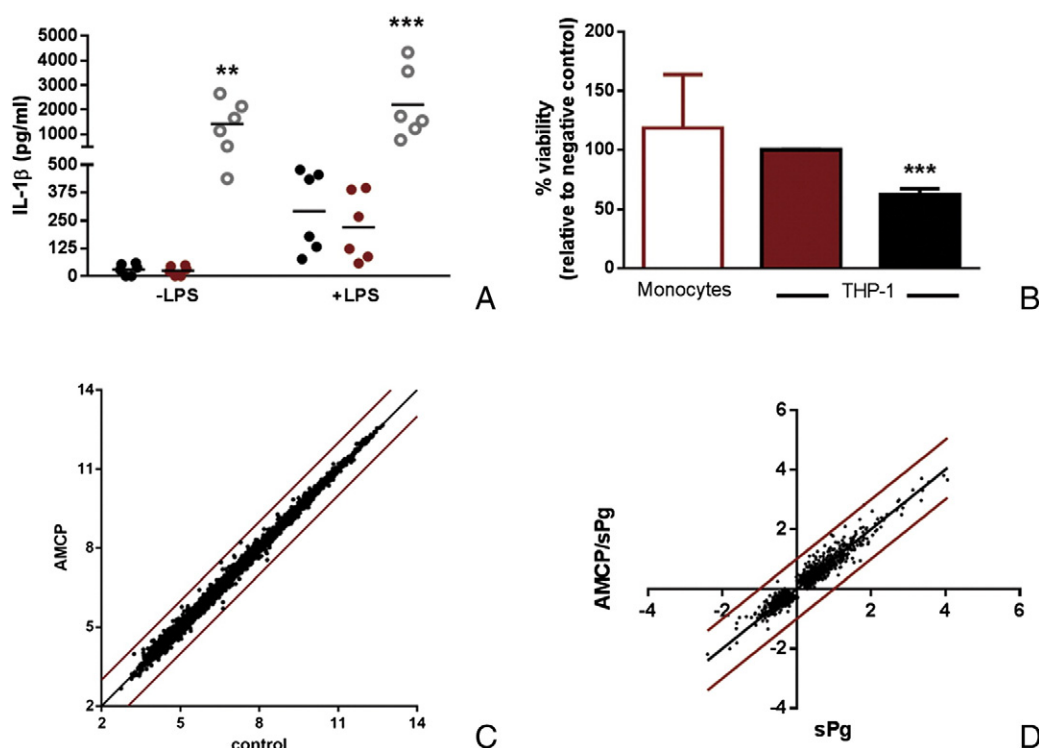 ** ***
5000
4000
3000
2000
1000
500
375
250
125
0
IL-1β (pg/ml)
-LPS +LPS
A
200
150
100
50
0
% viability
(relative to negative control)
***
Monocytes THP-1
B
14
11
8
5
2
AMCP
2 5 8 11 14
control
C
6
4
2
-4 -2 2 4 6
-2
-4
AMCP/sPg
sPg
D